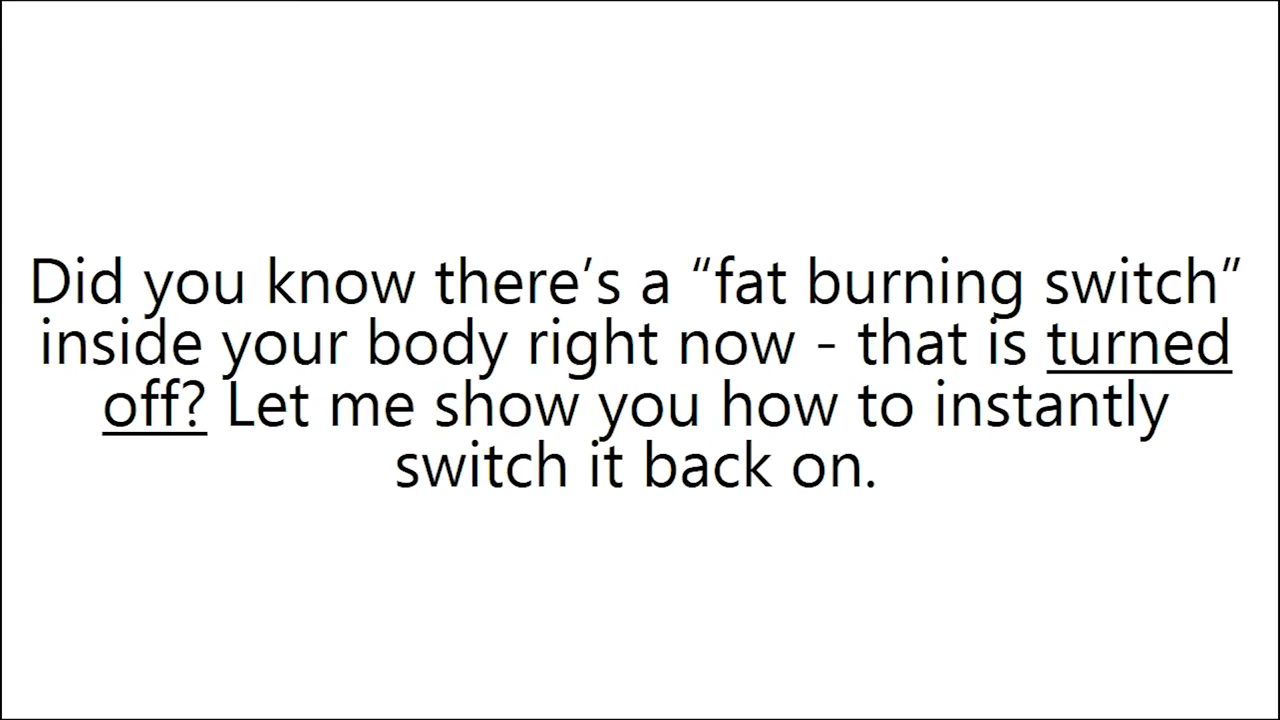 Did you know there’s a “fat burning switch”
inside your body right now - that is turned
off? Let me show you how to instantly
switch it back on.